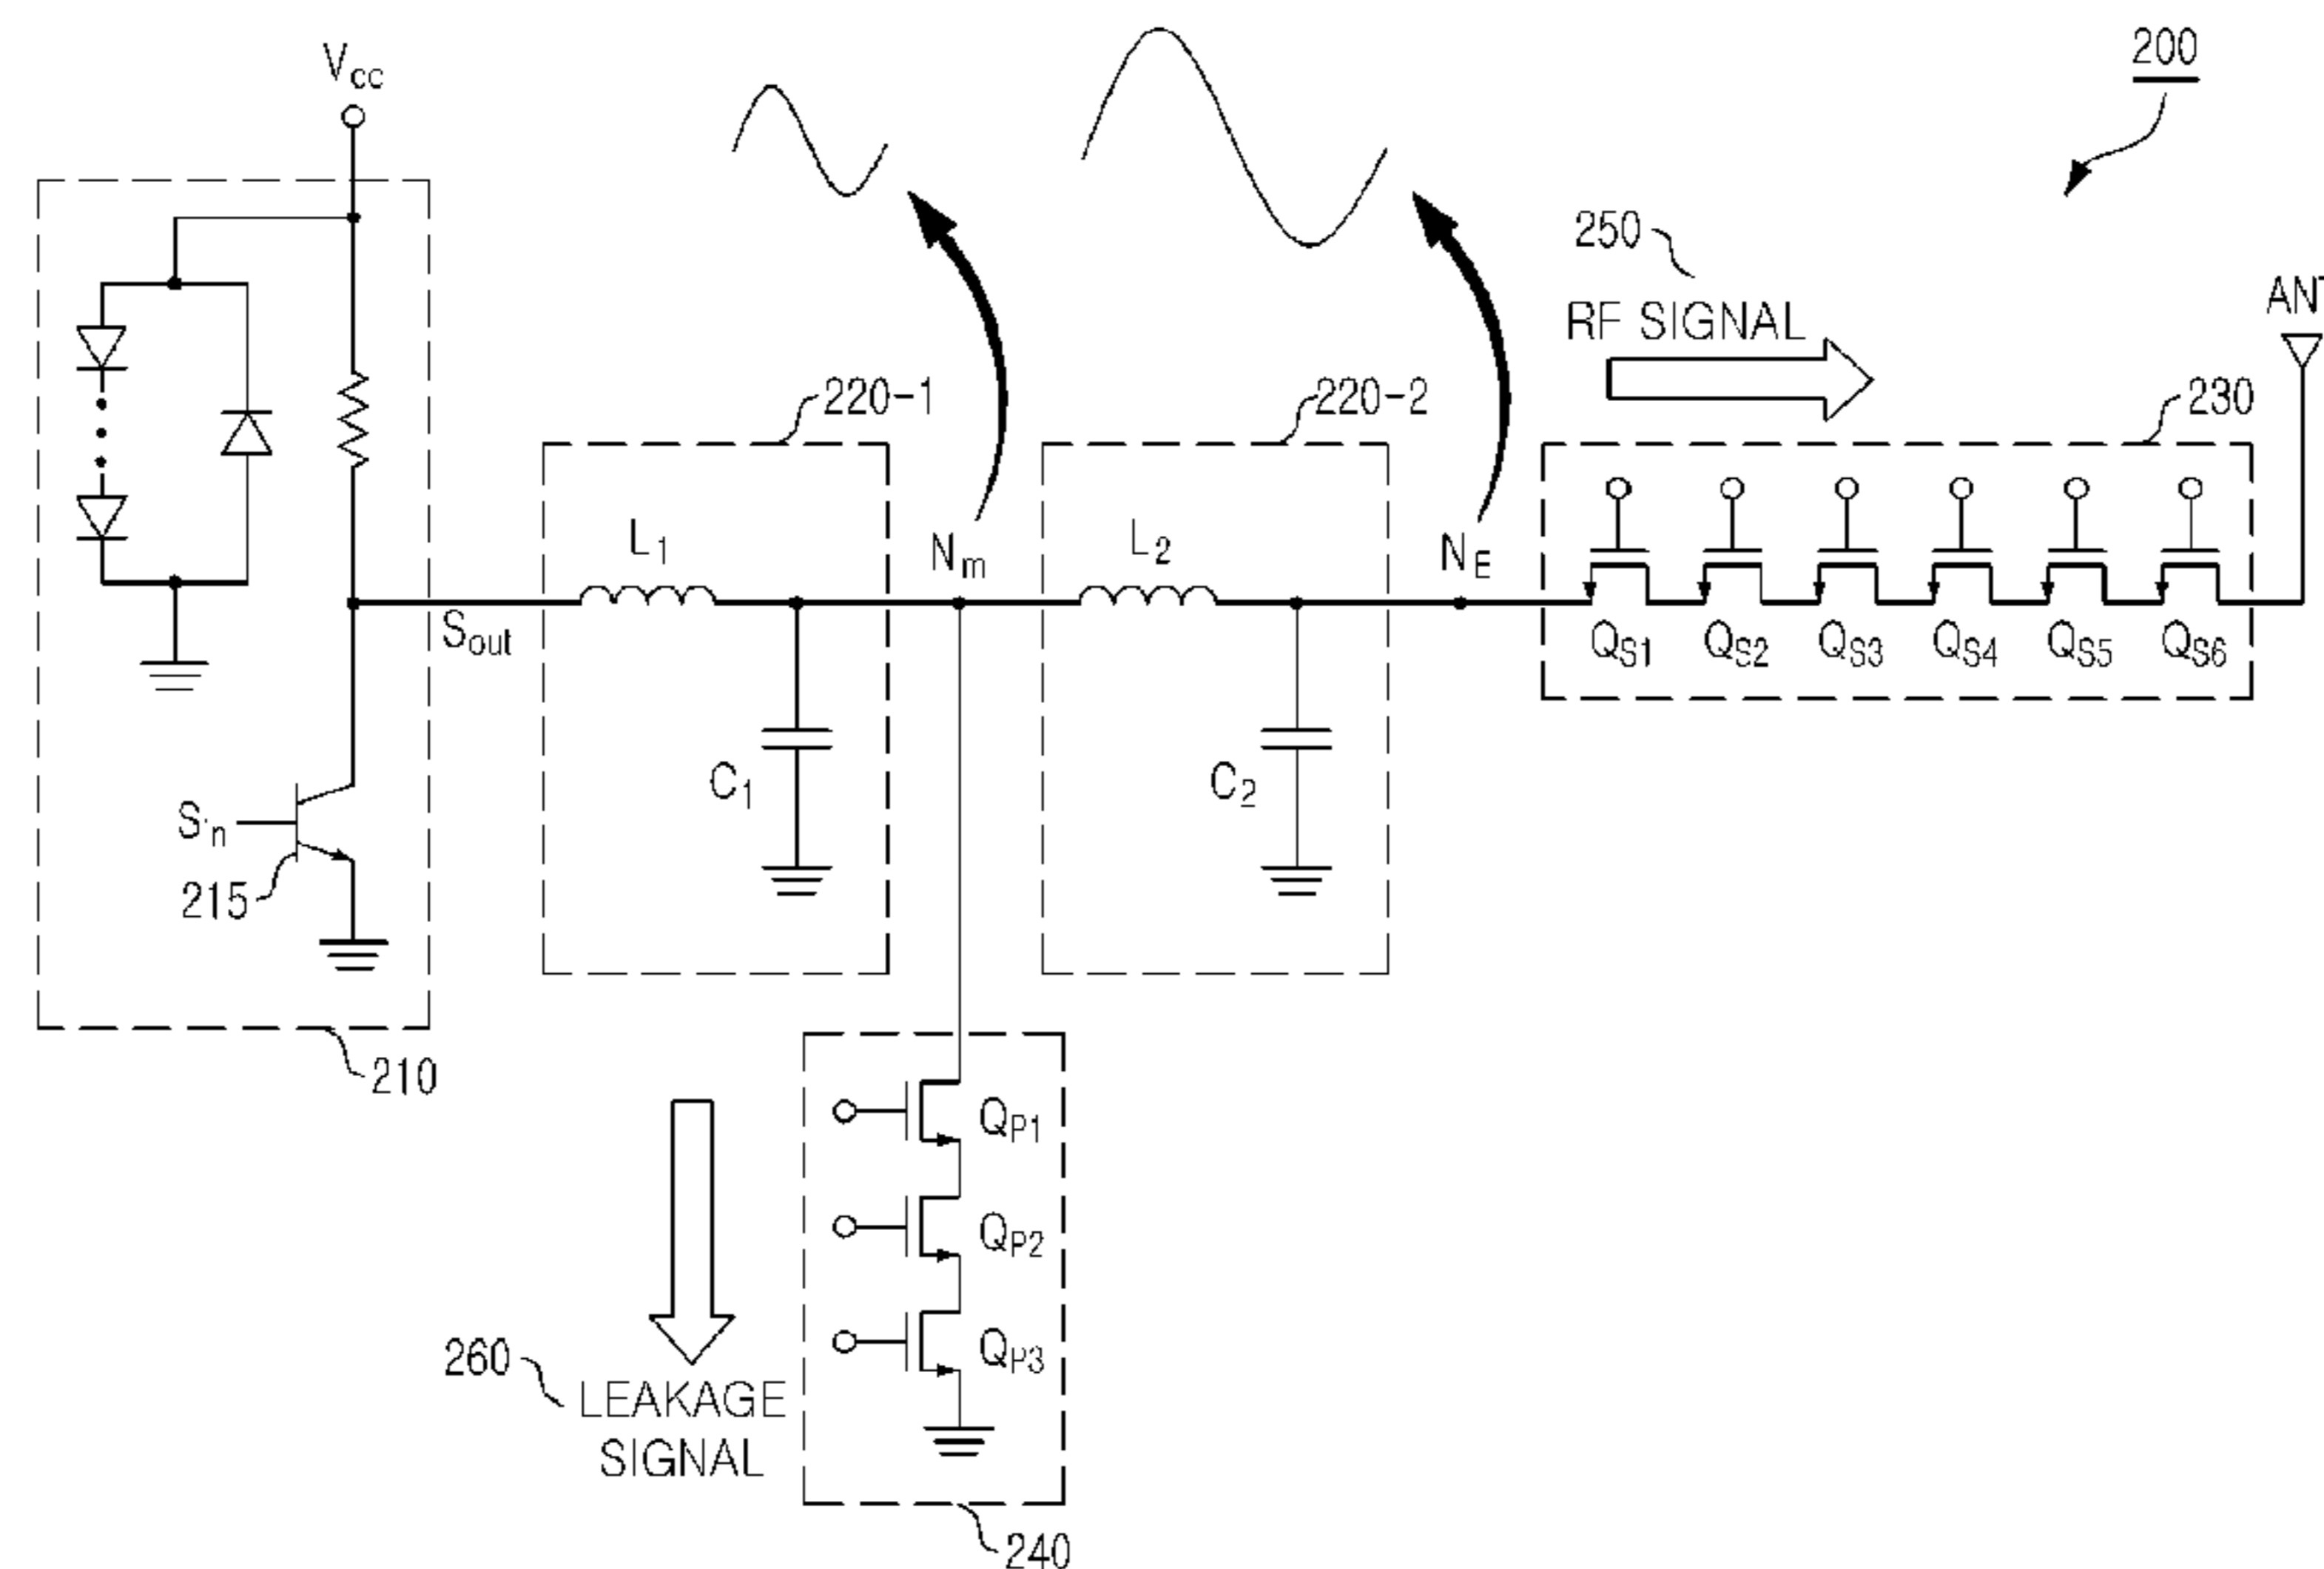 200
Vcc
250
RF SIGNAL
ANT
220-1
220-2
230
L1
Nm
L2
NE
Sout
QS1 QS2 QS3 QS4 QS5 QS6
C1
C2
Sin
215
210
QP1
QP2
QP3
260
LEAKAGE
SIGNAL
240